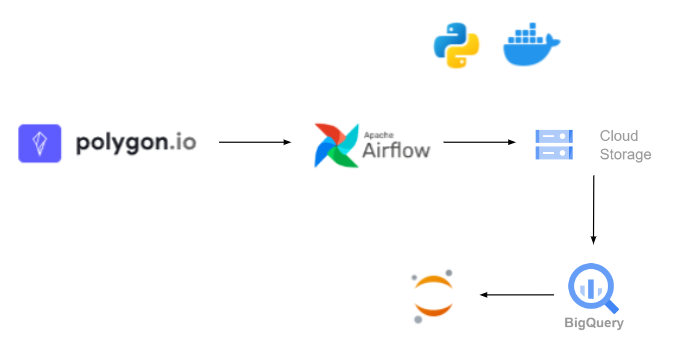 polygon.io
Apache
Airflow
Cloud
Storage
BigQuery